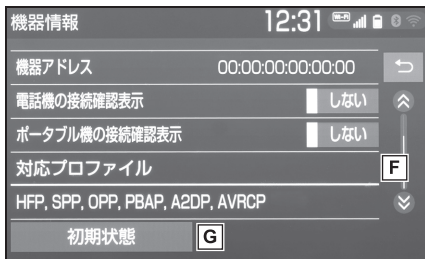 機器情報 12:31 Wi-Fi
機器アドレス 00:00:00:00:00:00
電話機の接続確認表示 しない
ポータブル機の接続確認表示 しない
対応プロファイル F
HFP, SPP, OPP, PBAP, A2DP, AVRCP
初期状態 G